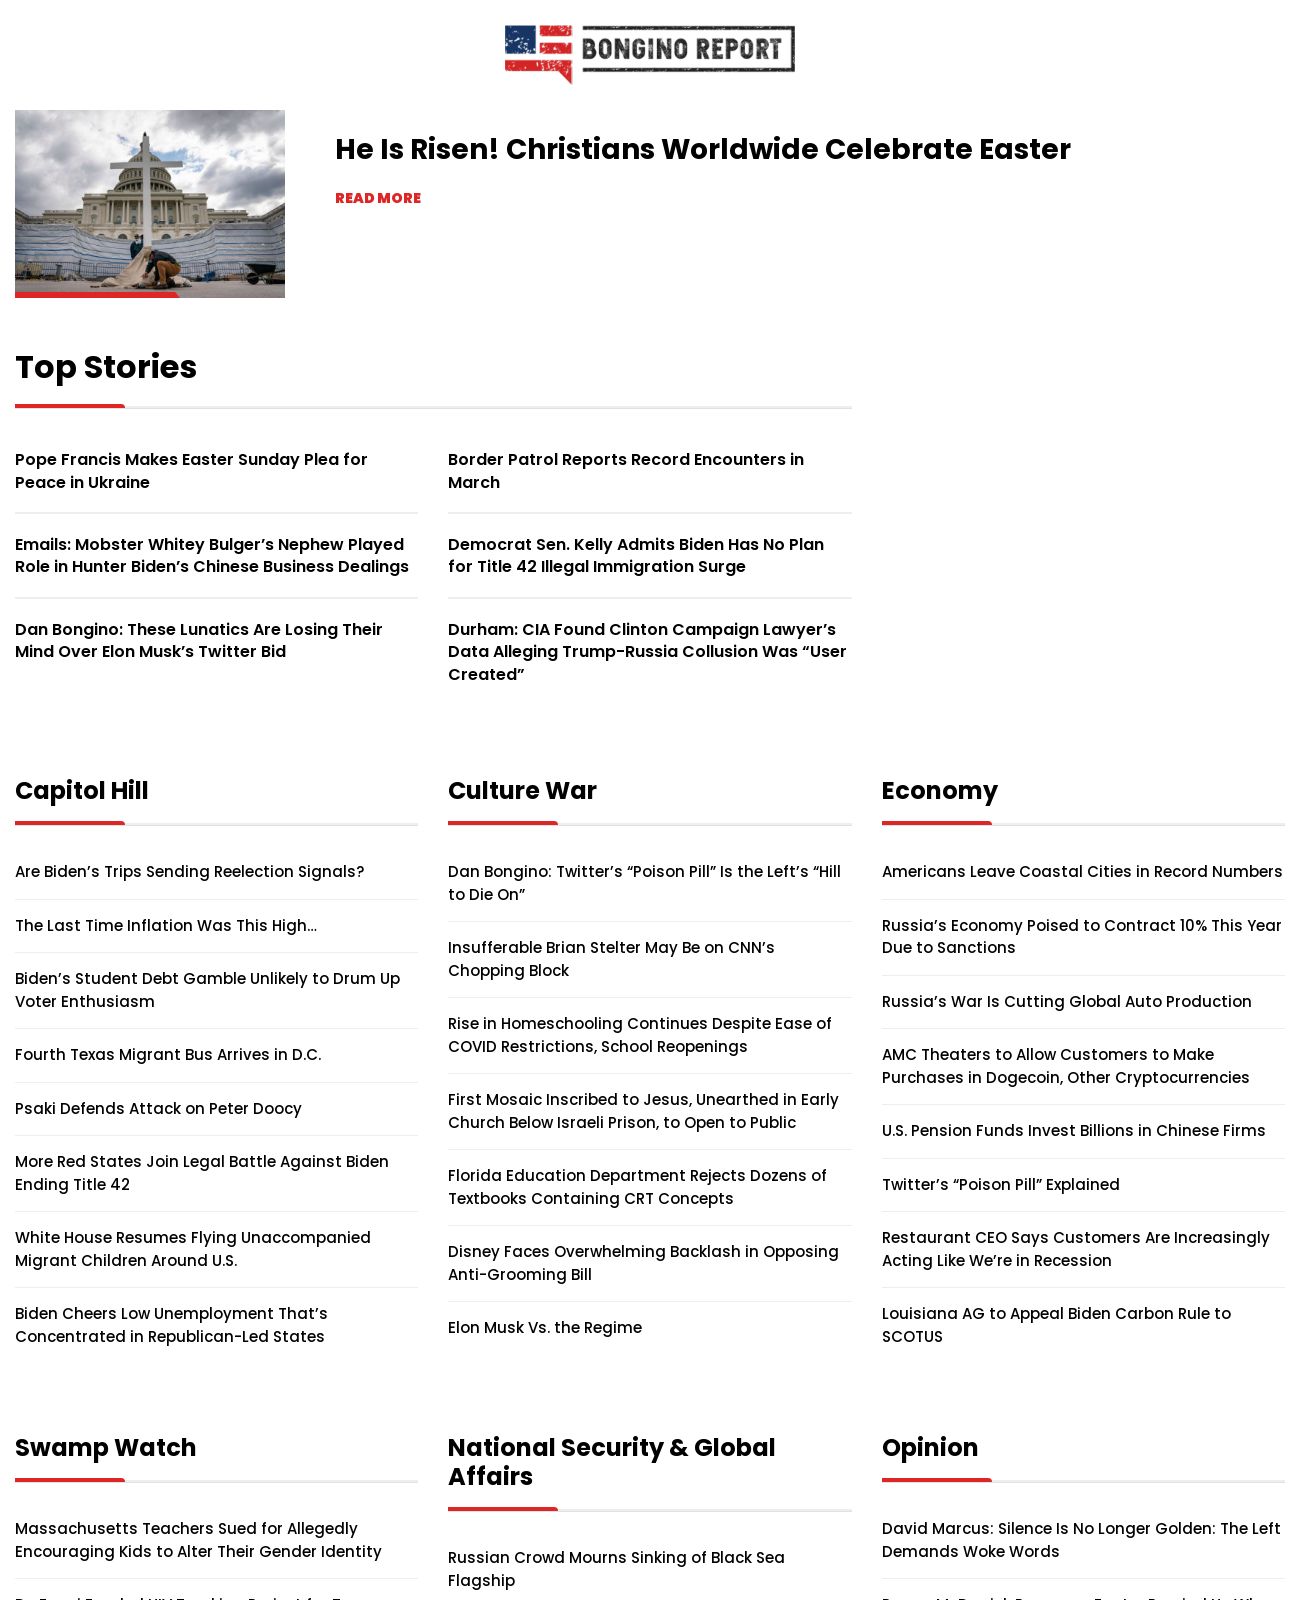 BONGINO REPORT
He Is Risen! Christians Worldwide Celebrate Easter
READ MORE
Top Stories
Pope Francis Makes Easter Sunday Plea for
Peace in Ukraine
Emails: Mobster Whitey Bulger’s Nephew Played
Role in Hunter Biden’s Chinese Business Dealings
Dan Bongino: These Lunatics Are Losing Their
Mind Over Elon Musk’s Twitter Bid
Border Patrol Reports Record Encounters in
March
Democrat Sen. Kelly Admits Biden Has No Plan
for Title 42 Illegal Immigration Surge
Durham: CIA Found Clinton Campaign Lawyer’s
Data Alleging Trump-Russia Collusion Was “User
Created”
Capitol Hill
Are Biden’s Trips Sending Reelection Signals?
The Last Time Inflation Was This High…
Biden’s Student Debt Gamble Unlikely to Drum Up
Voter Enthusiasm
Fourth Texas Migrant Bus Arrives in D.C.
Psaki Defends Attack on Peter Doocy
More Red States Join Legal Battle Against Biden
Ending Title 42
White House Resumes Flying Unaccompanied
Migrant Children Around U.S.
Biden Cheers Low Unemployment That’s
Concentrated in Republican-Led States
Culture War
Dan Bongino: Twitter’s “Poison Pill” Is the Left’s “Hill
to Die On”
Insufferable Brian Stelter May Be on CNN’s
Chopping Block
Rise in Homeschooling Continues Despite Ease of
COVID Restrictions, School Reopenings
First Mosaic Inscribed to Jesus, Unearthed in Early
Church Below Israeli Prison, to Open to Public
Florida Education Department Rejects Dozens of
Textbooks Containing CRT Concepts
Disney Faces Overwhelming Backlash in Opposing
Anti-Grooming Bill
Elon Musk Vs. the Regime
Economy
Americans Leave Coastal Cities in Record Numbers
Russia’s Economy Poised to Contract 10% This Year
Due to Sanctions
Russia’s War Is Cutting Global Auto Production
AMC Theaters to Allow Customers to Make
Purchases in Dogecoin, Other Cryptocurrencies
U.S. Pension Funds Invest Billions in Chinese Firms
Twitter’s “Poison Pill” Explained
Restaurant CEO Says Customers Are Increasingly
Acting Like We’re in Recession
Louisiana AG to Appeal Biden Carbon Rule to
SCOTUS
Swamp Watch
Massachusetts Teachers Sued for Allegedly
Encouraging Kids to Alter Their Gender Identity
National Security & Global
Affairs
Russian Crowd Mourns Sinking of Black Sea
Flagship
Opinion
David Marcus: Silence Is No Longer Golden: The Left
Demands Woke Words